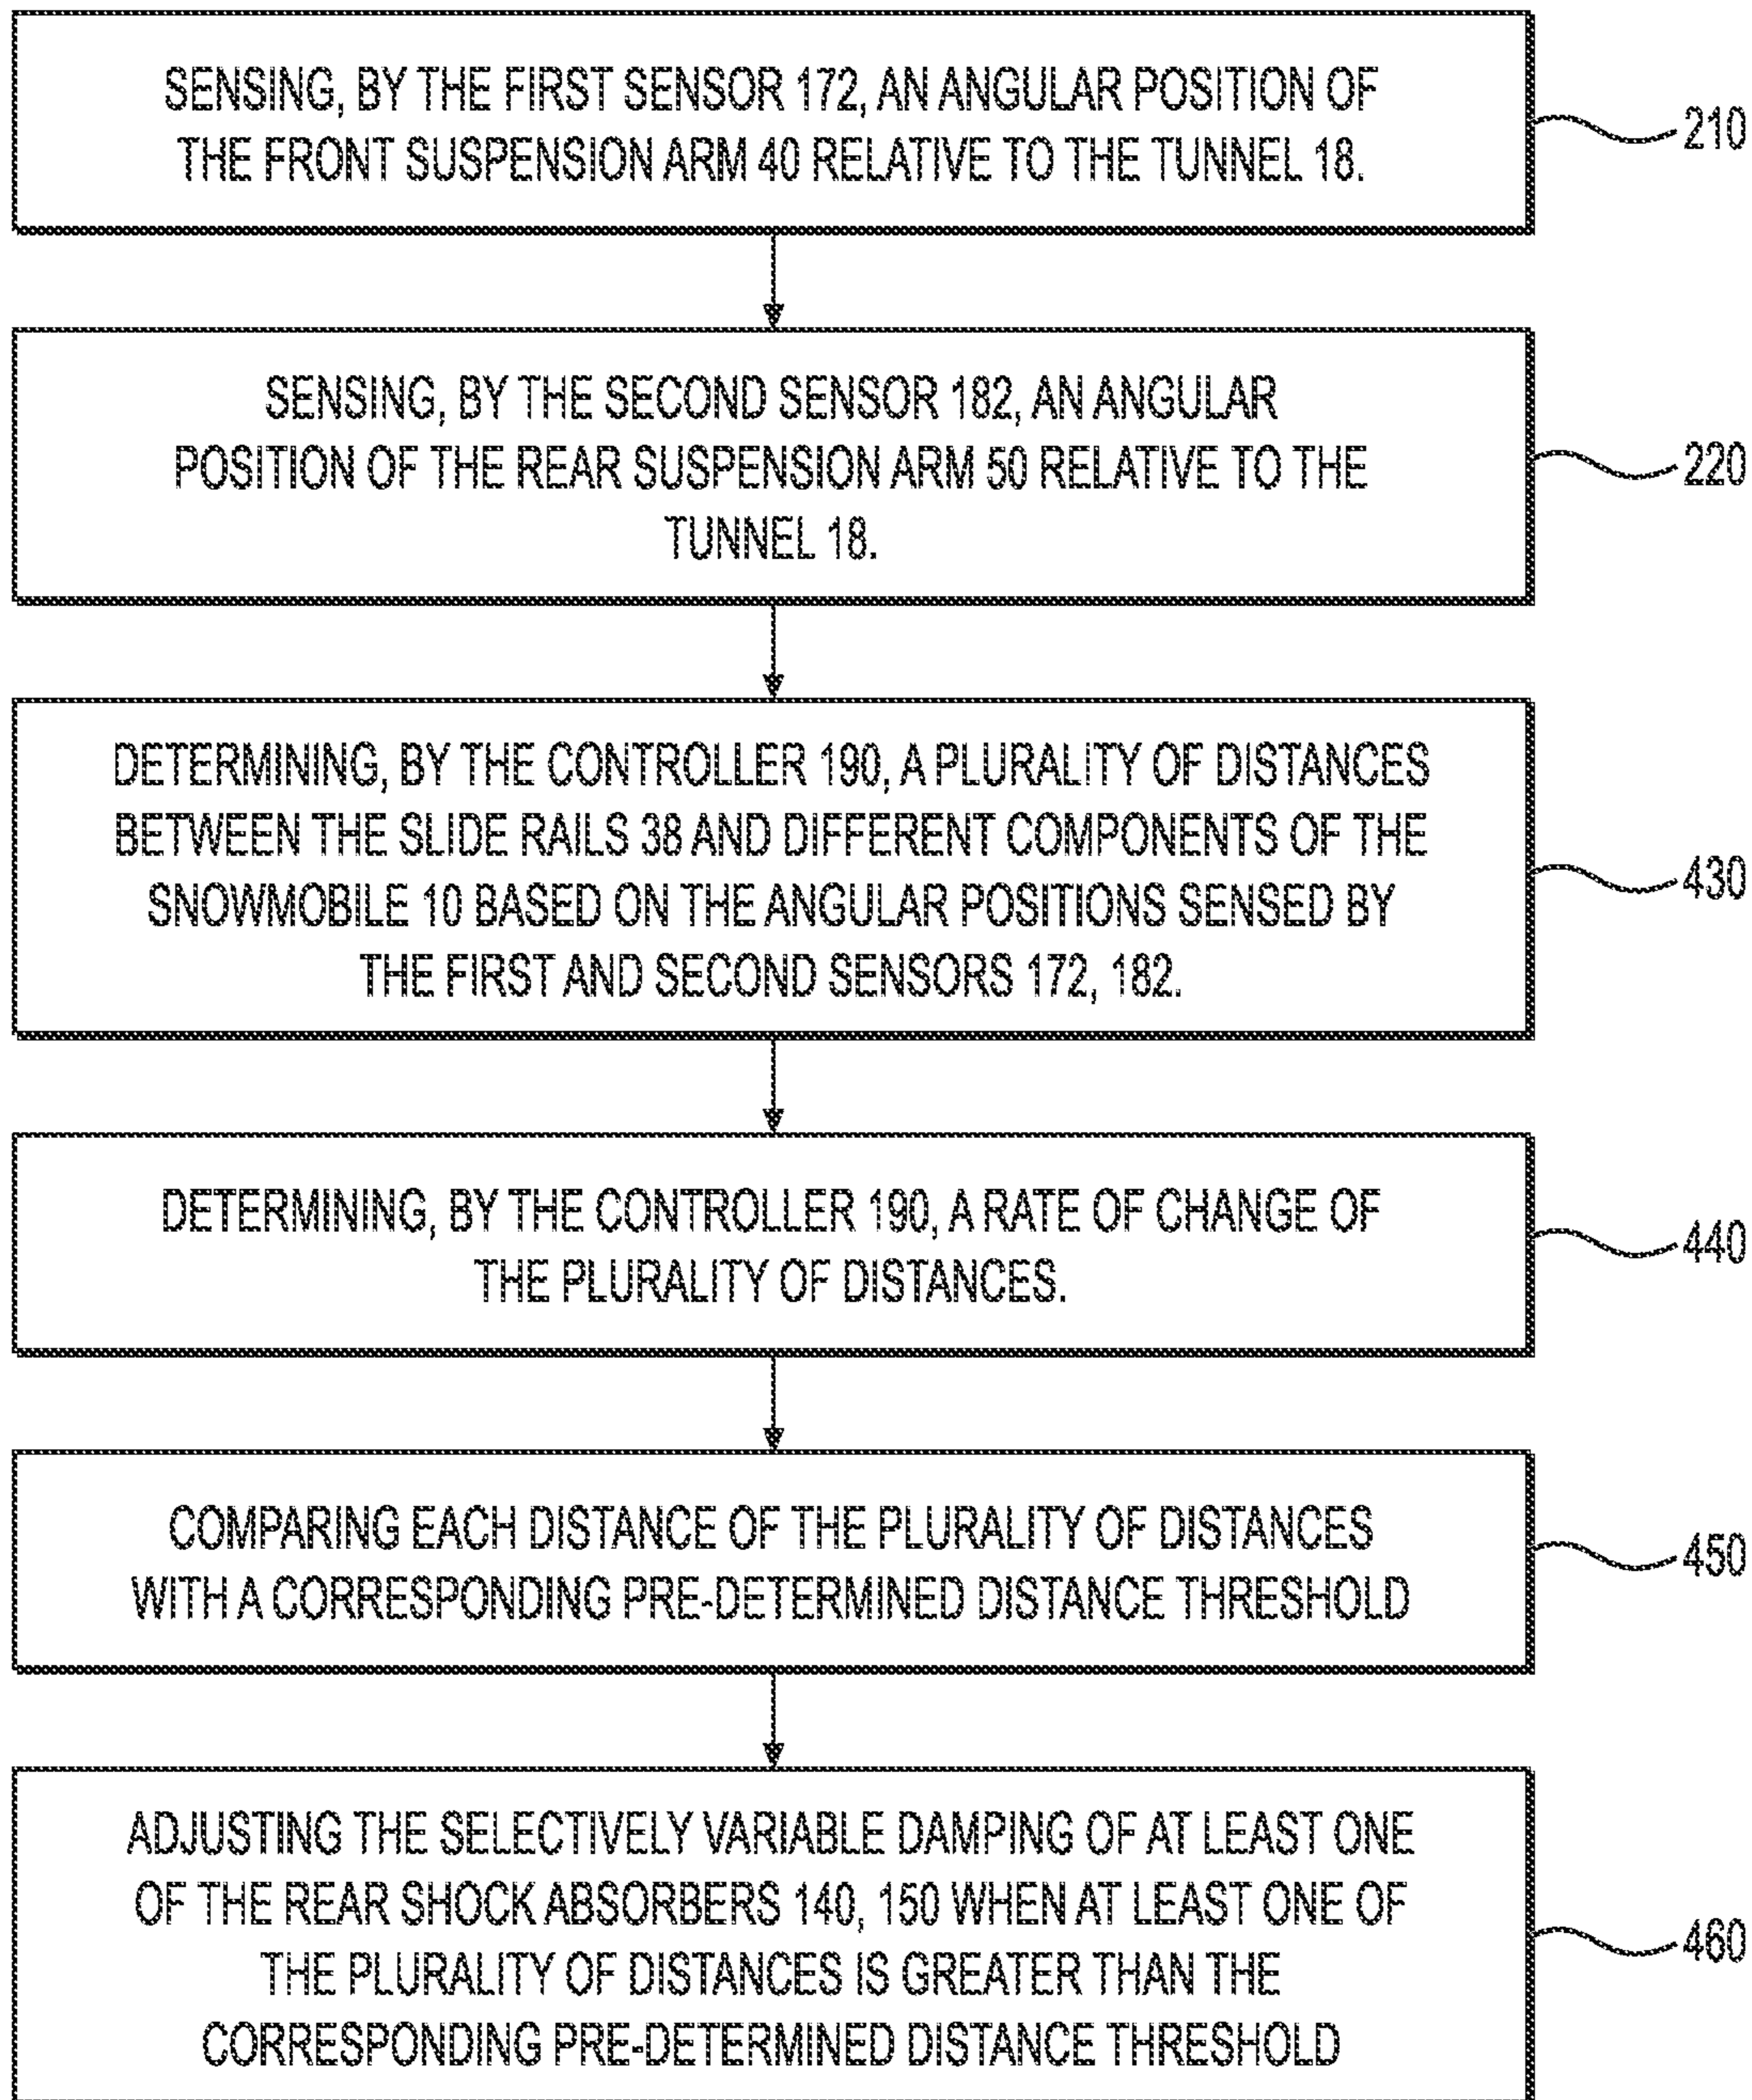 SENSING, BY THE FIRST SENSOR 172, AN ANGULAR POSITION OF
THE FRONT SUSPENSION ARM 40 RELATIVE TO THE TUNNEL 18.
210
SENSING, BY THE SECOND SENSOR 182, AN ANGULAR
POSITION OF THE REAR SUSPENSION ARM 50 RELATIVE TO THE
TUNNEL 18.
220
DETERMINING, BY THE CONTROLLER 190, A PLURALITY OF DISTANCES
BETWEEN THE SLIDE RAILS 38 AND DIFFERENT COMPONENTS OF THE
SNOWMOBILE 10 BASED ON THE ANGULAR POSITIONS SENSED BY
THE FIRST AND SECOND SENSORS 172, 182.
430
DETERMINING, BY THE CONTROLLER 190, A RATE OF CHANGE OF
THE PLURALITY OF DISTANCES.
440
COMPARING EACH DISTANCE OF THE PLURALITY OF DISTANCES
WITH A CORRESPONDING PRE-DETERMINED DISTANCE THRESHOLD
450
ADJUSTING THE SELECTIVELY VARIABLE DAMPING OF AT LEAST ONE
OF THE REAR SHOCK ABSORBERS 140, 150 WHEN AT LEAST ONE OF
THE PLURALITY OF DISTANCES IS GREATER THAN THE
CORRESPONDING PRE-DETERMINED DISTANCE THRESHOLD
460